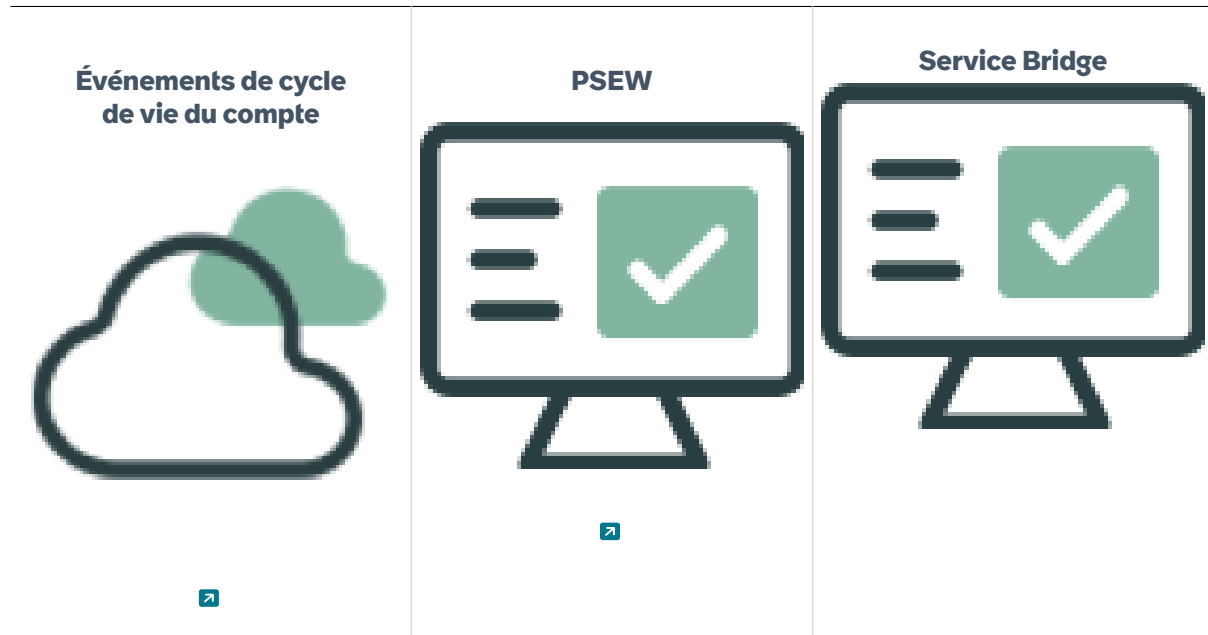 Événements de cycle
de vie du compte
PSEW
Service Bridge